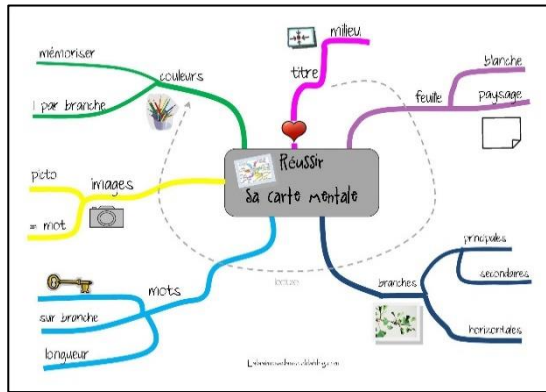 milieu
titre
blanche
feuille
paysage
mémoriser
couleurs
1 par branche
Réussir
sa carte mentale
picto
images
= mot
mots
sur branche
longueur
principales
branches
secondaires
horizontales